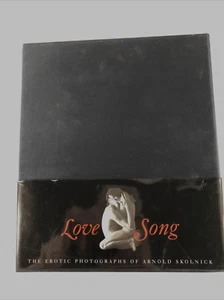 Love Song
THE EROTIC PHOTOGRAPHS OF ARNOLD SKOLNICK